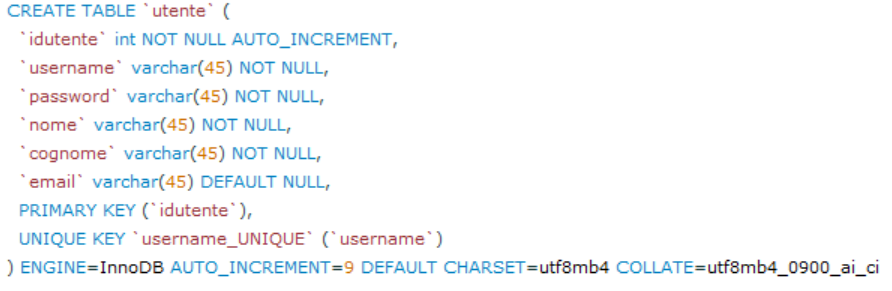 CREATE TABLE `utente` (
`idutente` int NOT NULL AUTO_INCREMENT,
`username` varchar(45) NOT NULL,
`password` varchar(45) NOT NULL,
`nome` varchar(45) NOT NULL,
`cognome` varchar(45) NOT NULL,
`email` varchar(45) DEFAULT NULL,
PRIMARY KEY (`idutente`),
UNIQUE KEY `username_UNIQUE` (`username`)
) ENGINE=InnoDB AUTO_INCREMENT=9 DEFAULT CHARSET=utf8mb4 COLLATE=utf8mb4_0900_ai_ci